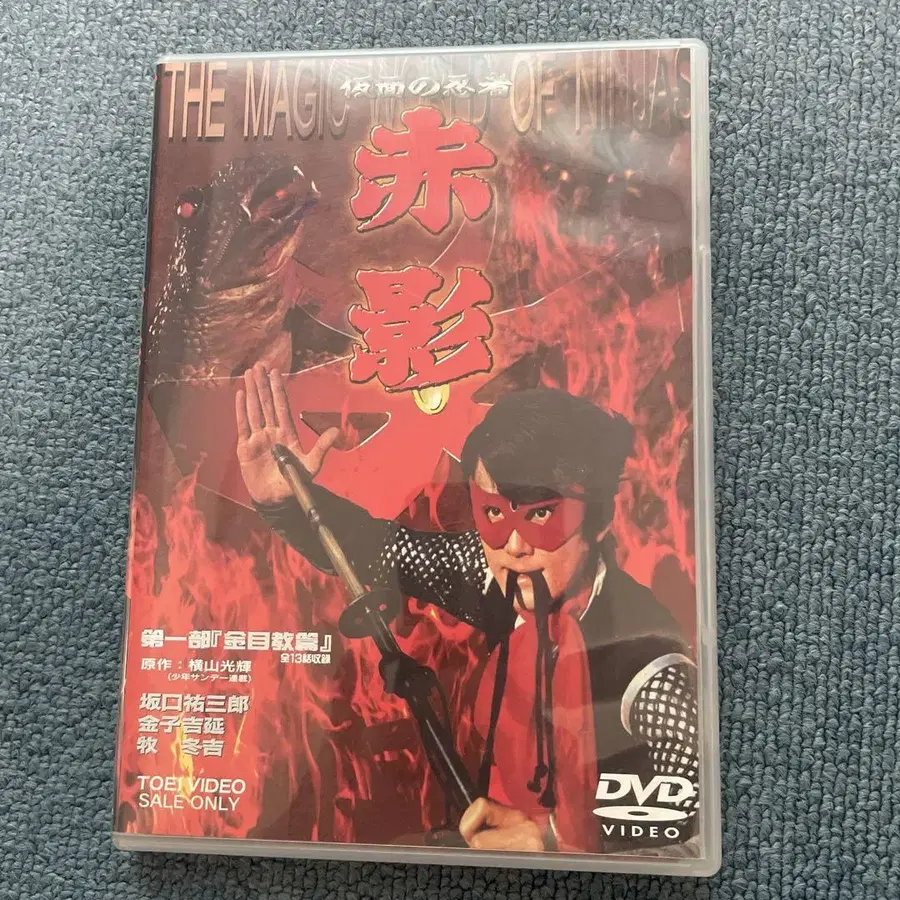 THE MAGIC WORLD OF NINJAS
仮面の忍者
赤
影
第一部『金目教篇』
全13話収録
原作：横山光輝
(少年サンデー連載)
坂口祐三郎
金子吉延
牧　冬吉
TOEI VIDEO
SALE ONLY
DVD
VIDEO